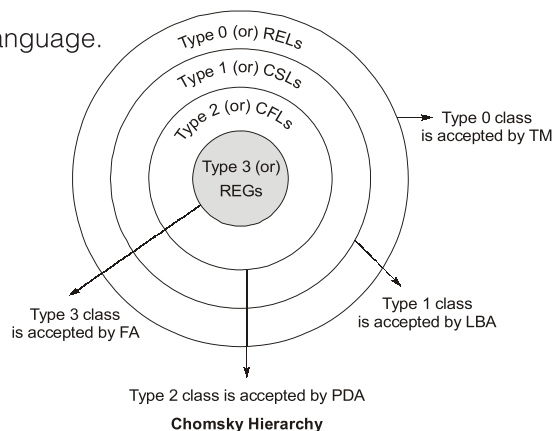 anguage.
Type 0 (or) RELs
Type 1 (or) CSLs
Type 2 (or) CFLs
Type 3 (or)
REGs
Type 0 class
is accepted by TM
Type 1 class
is accepted by LBA
Type 3 class
is accepted by FA
Type 2 class is accepted by PDA
Chomsky Hierarchy